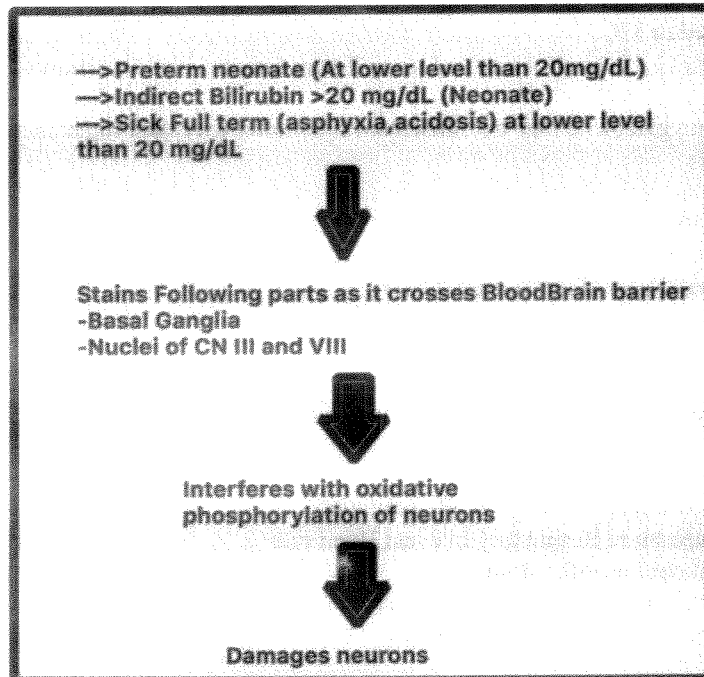 —>Preterm neonate (At lower level than 20mg/dL)
—>Indirect Bilirubin >20 mg/dL (Neonate)
—>Sick Full term (asphyxia,acidosis) at lower level
than 20 mg/dL
Stains Following parts as it crosses BloodBrain barrier
-Basal Ganglia
-Nuclei of CN III and VIII
Interferes with oxidative
phosphorylation of neurons
Damages neurons